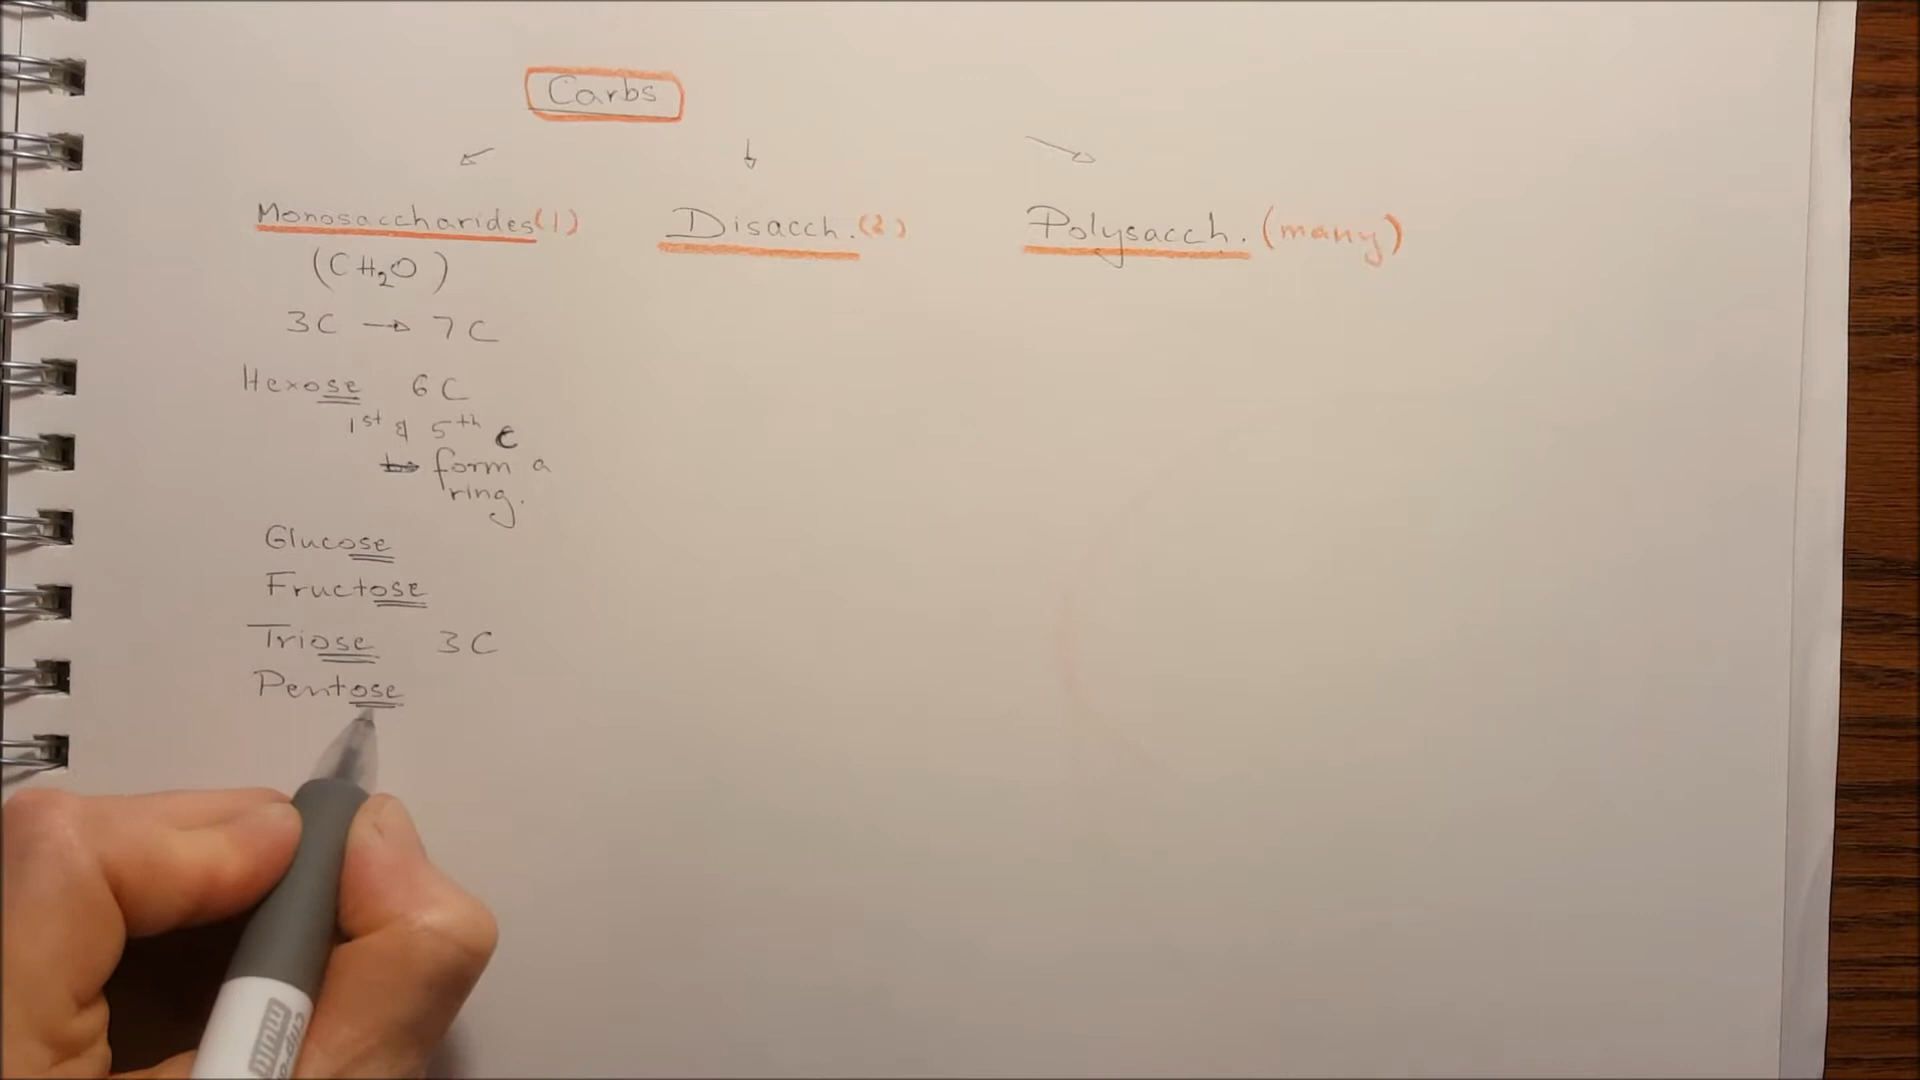 Carbs
Monosaccharides (1)
(CH₂O)
3C → 7C
Hexose 6C
1st & 5th C
form a
ring.
Glucose
Fructose
Triose 3C
Pentose
Disacch. (2)
Polysacch. (many)
multi